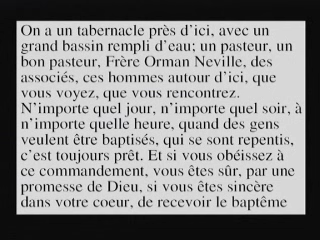 On a un tabernacle près d'ici, avec un
grand bassin rempli d'eau; un pasteur, un
bon pasteur, Frère Orman Neville, des
associés, ces hommes autour d'ici, que
vous voyez, que vous rencontrez.
N'importe quel jour, n'importe quel soir, à
n'importe quelle heure, quand des gens
veulent être baptisés, qui se sont repentis,
c'est toujours prêt. Et si vous obéissez à
ce commandement, vous êtes sûr, par une
promesse de Dieu, si vous êtes sincère
dans votre coeur, de recevoir le baptême